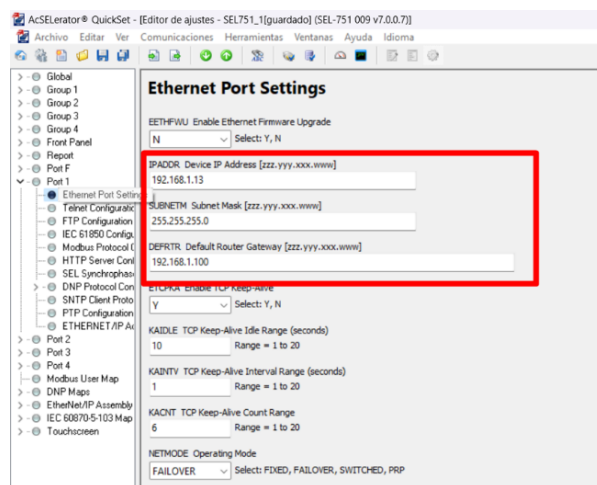 AcSELerator® QuickSet - [Editor de ajustes - SEL751_1[guardado] (SEL-751 009 v7.0.0.7)]
Archivo Editar Ver Comunicaciones Herramientas Ventanas Ayuda Idioma
Global
Group 1
Group 2
Group 3
Group 4
Front Panel
Report
Port F
Port 1
Ethernet Port Setting
Telnet Configuratic
FTP Configuration
IEC 61850 Configu
Modbus Protocol C
HTTP Server Conf
SEL Synchrophas
DNP Protocol Con
SNTP Client Proto
PTP Configuration
ETHERNET/IP Ac
Port 2
Port 3
Port 4
Modbus User Map
DNP Maps
EtherNet/IP Assembly
IEC 60870-5-103 Map
Touchscreen
Ethernet Port Settings
EETHFWU Enable Ethernet Firmware Upgrade
N Select: Y, N
IPADDR Device IP Address [zzz.yyy.xxx.www]
192.168.1.13
SUBNETM Subnet Mask [zzz.yyy.xxx.www]
255.255.255.0
DEFRTR Default Router Gateway [zzz.yyy.xxx.www]
192.168.1.100
ETCPKA Enable TCP Keep-Alive
Y Select: Y, N
KAIDLE TCP Keep-Alive Idle Range (seconds)
10 Range = 1 to 20
KAINTV TCP Keep-Alive Interval Range (seconds)
1 Range = 1 to 20
KACNT TCP Keep-Alive Count Range
6 Range = 1 to 20
NETMODE Operating Mode
FAILOVER Select: FIXED, FAILOVER, SWITCHED, PRP